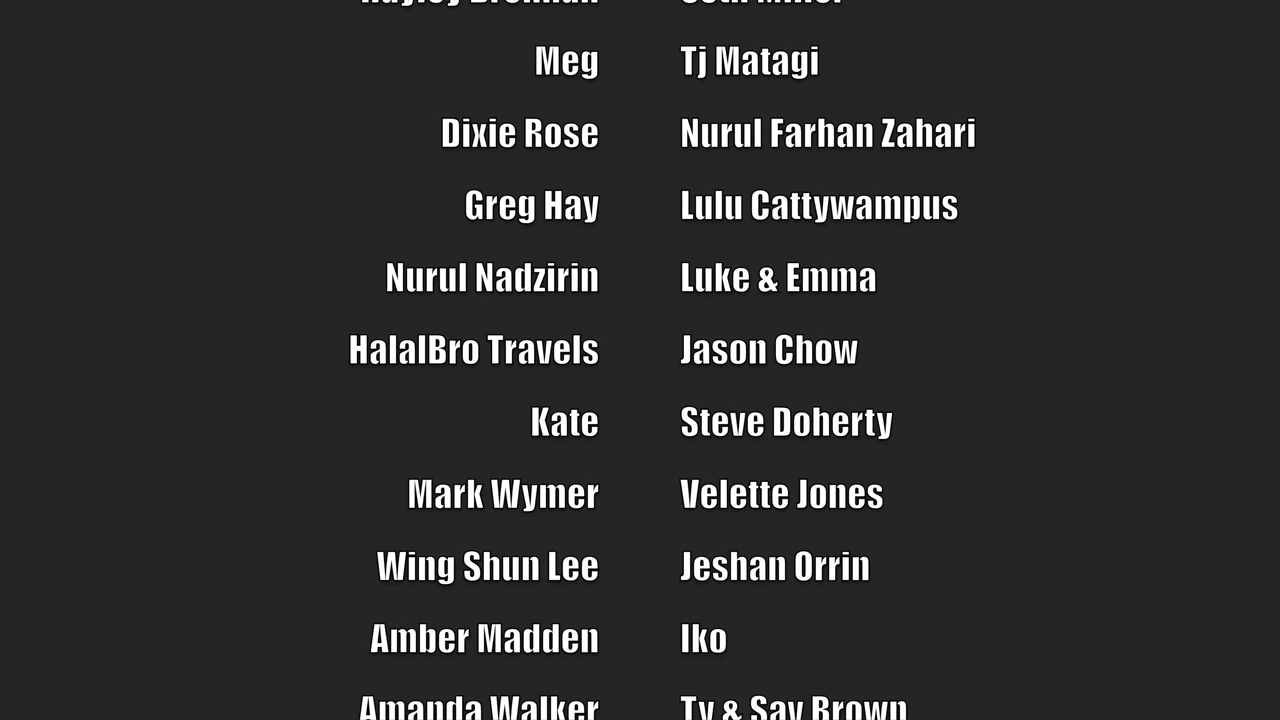 Meg Tj Matagi
Dixie Rose Nurul Farhan Zahari
Greg Hay Lulu Cattywampus
Nurul Nadzirin Luke & Emma
HalalBro Travels Jason Chow
Kate Steve Doherty
Mark Wymer Velette Jones
Wing Shun Lee Jeshan Orrin
Amber Madden Iko
Amanda Walker Ty & Say Brown